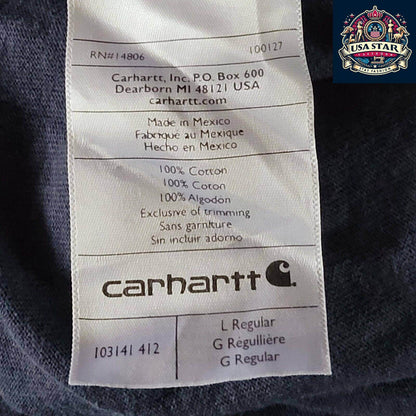 RN#14806 100127
Carhartt, Inc. P.O. Box 600
Dearborn MI 48121 USA
carhartt.com
Made in Mexico
Fabriqué au Mexique
Hecho en Mexico
100% Cotton
100% Coton
100% Algodon
Exclusive of trimming
Sans garniture
Sin incluir adorno
carhartt
103141 412
L Regular
G Régullière
G Regular
USA STAR